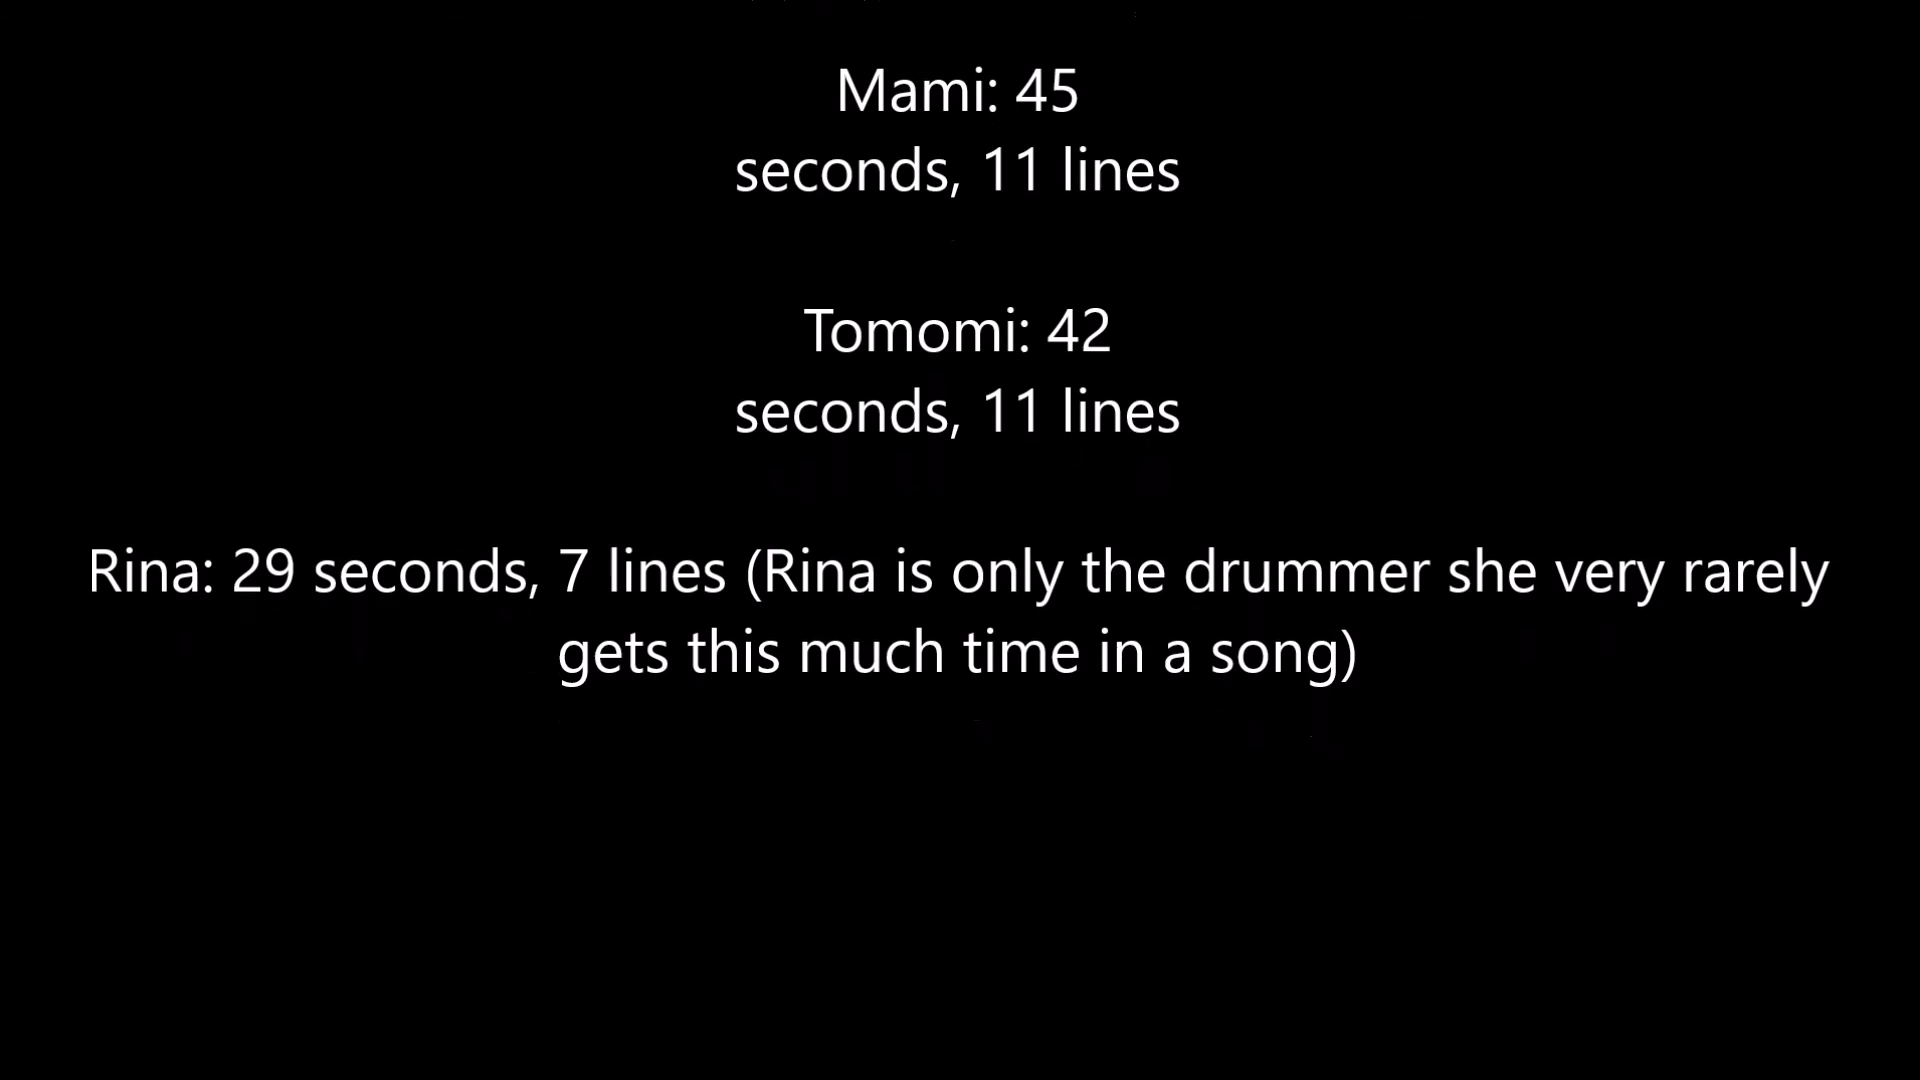 Mami: 45
seconds, 11 lines
Tomomi: 42
seconds, 11 lines
Rina: 29 seconds, 7 lines (Rina is only the drummer she very rarely
gets this much time in a song)